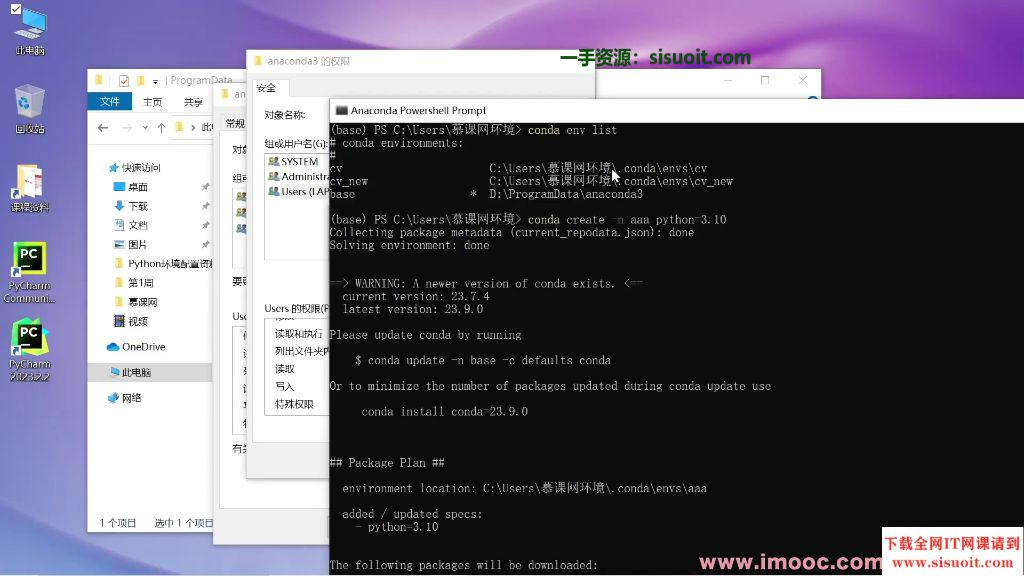 此电脑
回收站
课程资料
PyCharm
Communi...
PyCharm
2023.2.2
一手资源：sisuoit.com
ProgramData
文件
主页
共享
此
快速访问
桌面
下载
文档
图片
Python环境配置资料
第1周
慕课网
视频
OneDrive
此电脑
网络
1 个项目
选中 1 个项目
an
常规
对
组
要
Usc
有
anaconda3 的权限
安全
对象名称:
组或用户名(G):
SYSTEM
Administra
Users (LAP
Users 的权限(P
读取和执行
列出文件夹内
读取
写入
特殊权限
Anaconda Powershell Prompt
(base) PS C:\Users\慕课网环境> conda env list
# conda environments:
#
cv C:\Users\慕课网环境\.conda\envs\cv
cv_new C:\Users\慕课网环境\.conda\envs\cv_new
base * D:\ProgramData\anaconda3
(base) PS C:\Users\慕课网环境> conda create -n aaa python=3.10
Collecting package metadata (current_repodata.json): done
Solving environment: done
==> WARNING: A newer version of conda exists. <==
current version: 23.7.4
latest version: 23.9.0
Please update conda by running
$ conda update -n base -c defaults conda
Or to minimize the number of packages updated during conda update use
conda install conda=23.9.0
## Package Plan ##
environment location: C:\Users\慕课网环境\.conda\envs\aaa
added / updated specs:
- python=3.10
The following packages will be downloaded:
www.imooc.com
下载全网IT网课请到
www.sisuoit.com